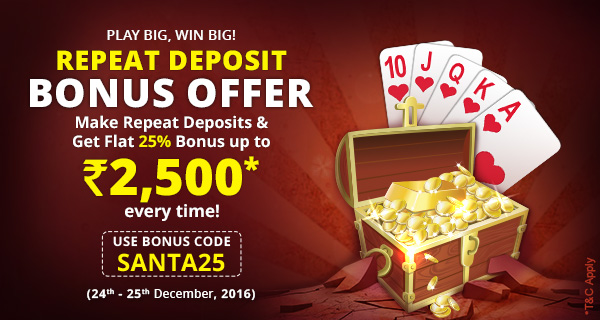 PLAY BIG, WIN BIG!
REPEAT DEPOSIT
BONUS OFFER
Make Repeat Deposits &
Get Flat 25% Bonus up to
₹2,500*
every time!
USE BONUS CODE
SANTA25
(24th - 25th December, 2016)
10 J Q K A
*T&C Apply